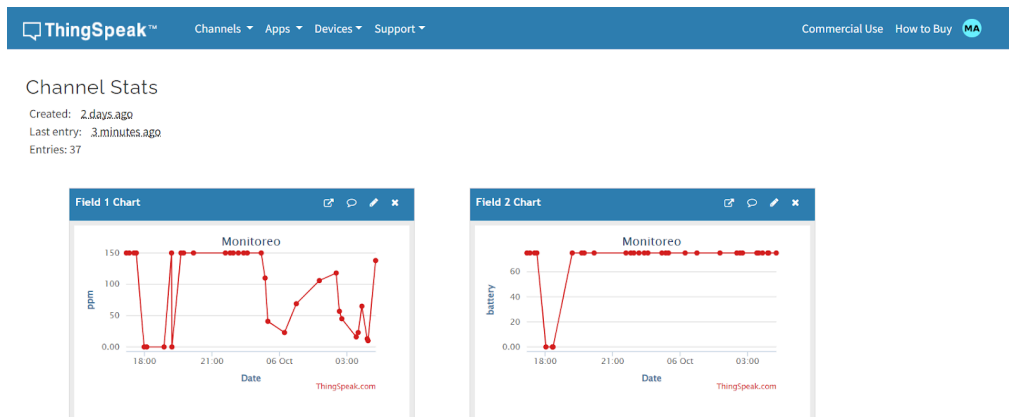 ThingSpeak™ Channels Apps Devices Support Commercial Use How to Buy MA
Channel Stats
Created: 2 days ago
Last entry: 3 minutes ago
Entries: 37
Field 1 Chart
Monitoreo
150
100
50
0.00
ppm
18:00 21:00 06 Oct 03:00
Date
ThingSpeak.com
Field 2 Chart
Monitoreo
60
40
20
0.00
battery
18:00 21:00 06 Oct 03:00
Date
ThingSpeak.com